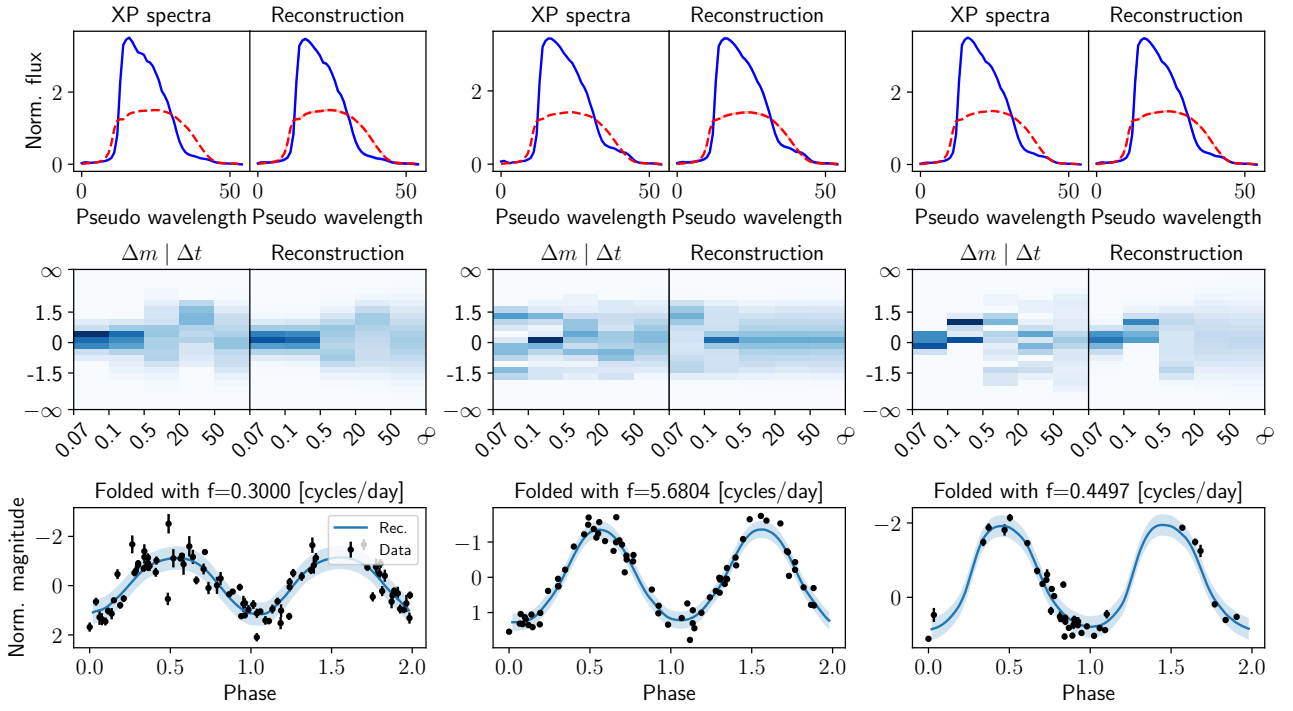 XP spectra Reconstruction XP spectra Reconstruction XP spectra Reconstruction
Norm. flux
2 2 2
0 0 0
0 50 0 50 0 50 0 50 0 50 0 50
Pseudo wavelength Pseudo wavelength Pseudo wavelength Pseudo wavelength Pseudo wavelength Pseudo wavelength
Δm | Δt Reconstruction Δm | Δt Reconstruction Δm | Δt Reconstruction
∞ ∞ ∞
1.5 1.5 1.5
0 0 0
-1.5 -1.5 -1.5
−∞ −∞ −∞
0.07 0.1 0.5 20 50 0.07 0.1 0.5 20 50 ∞ 0.07 0.1 0.5 20 50 0.07 0.1 0.5 20 50 ∞ 0.07 0.1 0.5 20 50 0.07 0.1 0.5 20 50 ∞
Folded with f=0.3000 [cycles/day] Folded with f=5.6804 [cycles/day] Folded with f=0.4497 [cycles/day]
Norm. magnitude
Rec.
Data
−2 −1 −2
0 0 0
2 1
0.0 0.5 1.0 1.5 2.0 0.0 0.5 1.0 1.5 2.0 0.0 0.5 1.0 1.5 2.0
Phase Phase Phase